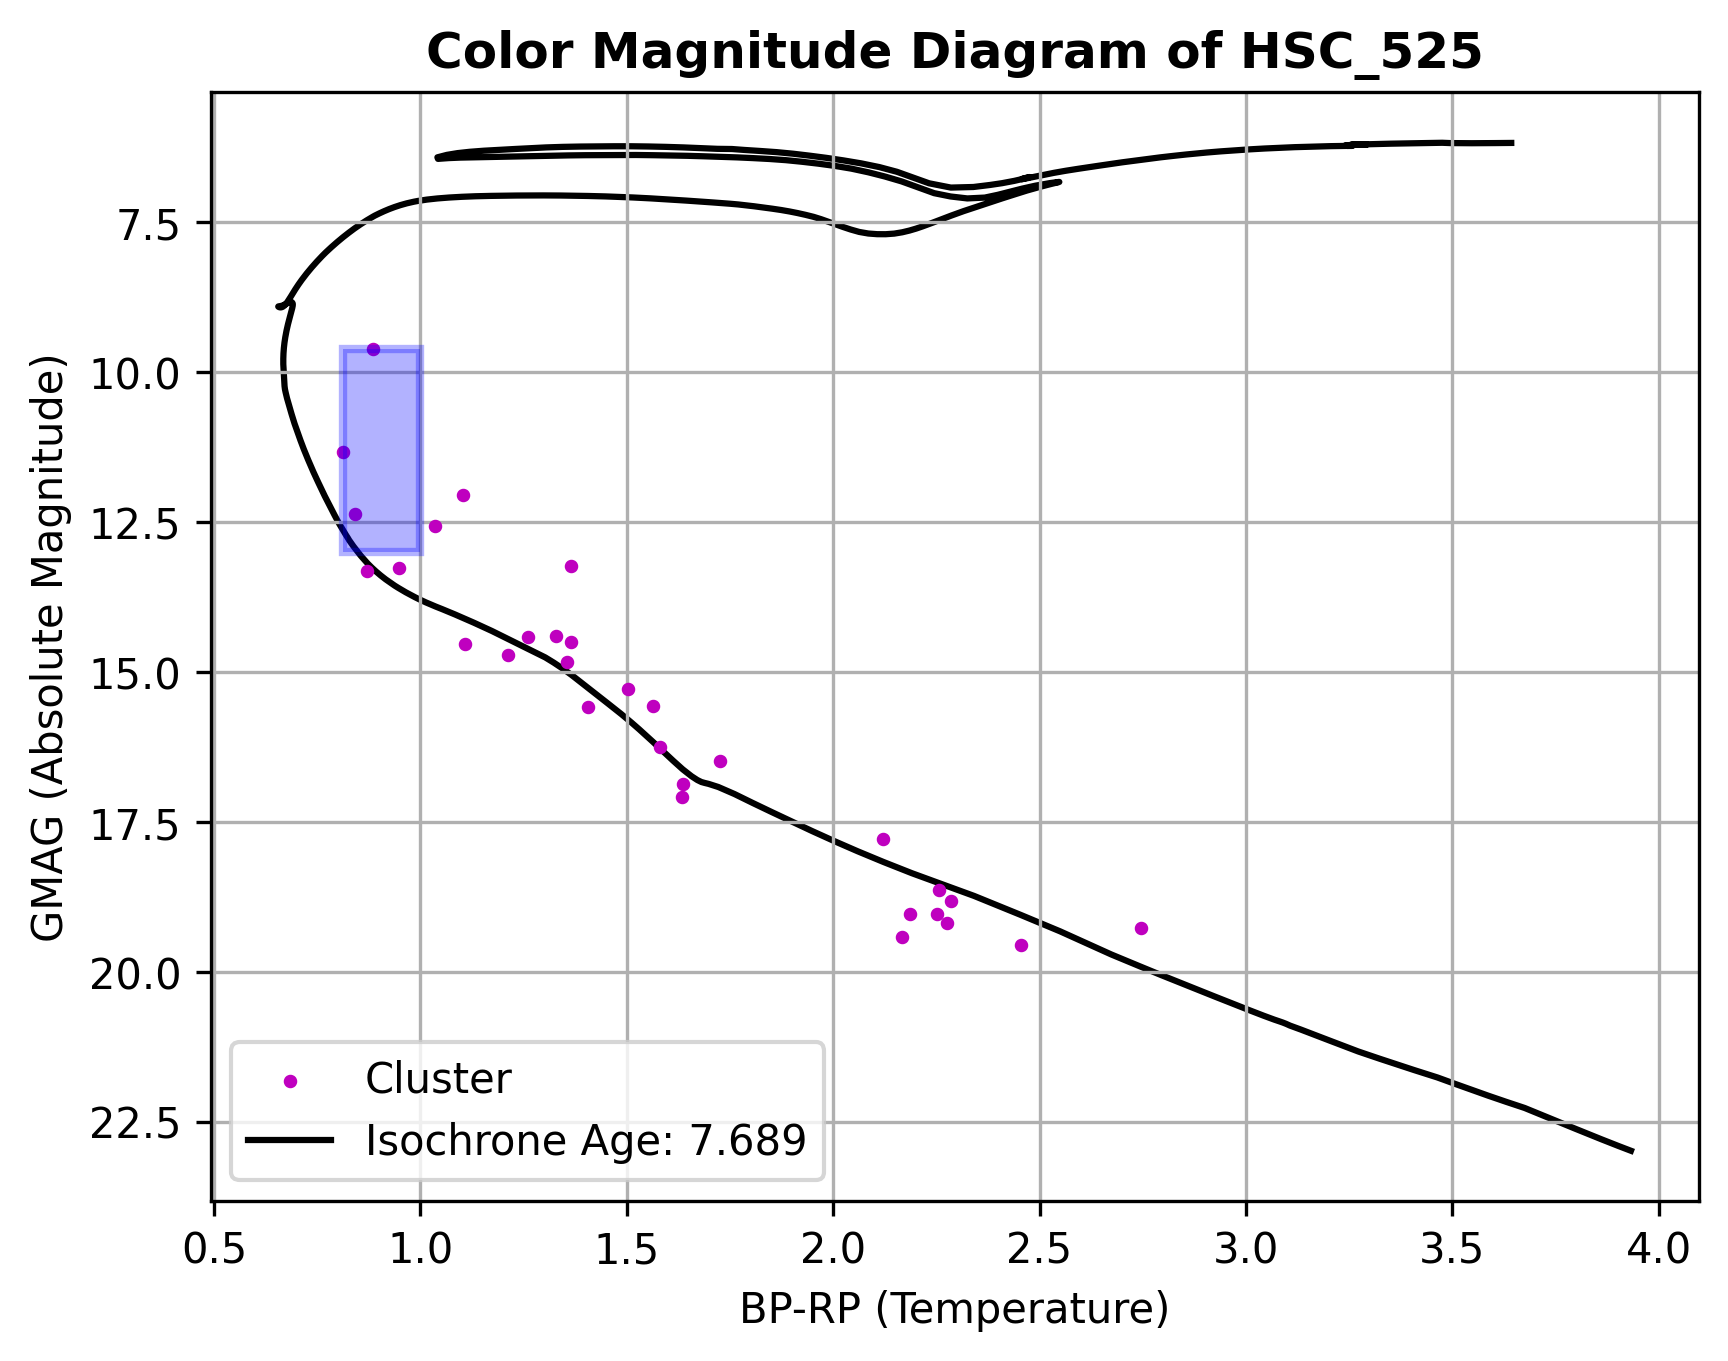 Color Magnitude Diagram of HSC_525
GMAG (Absolute Magnitude)
7.5
10.0
12.5
15.0
17.5
20.0
22.5
Cluster
Isochrone Age: 7.689
0.5 1.0 1.5 2.0 2.5 3.0 3.5 4.0
BP-RP (Temperature)